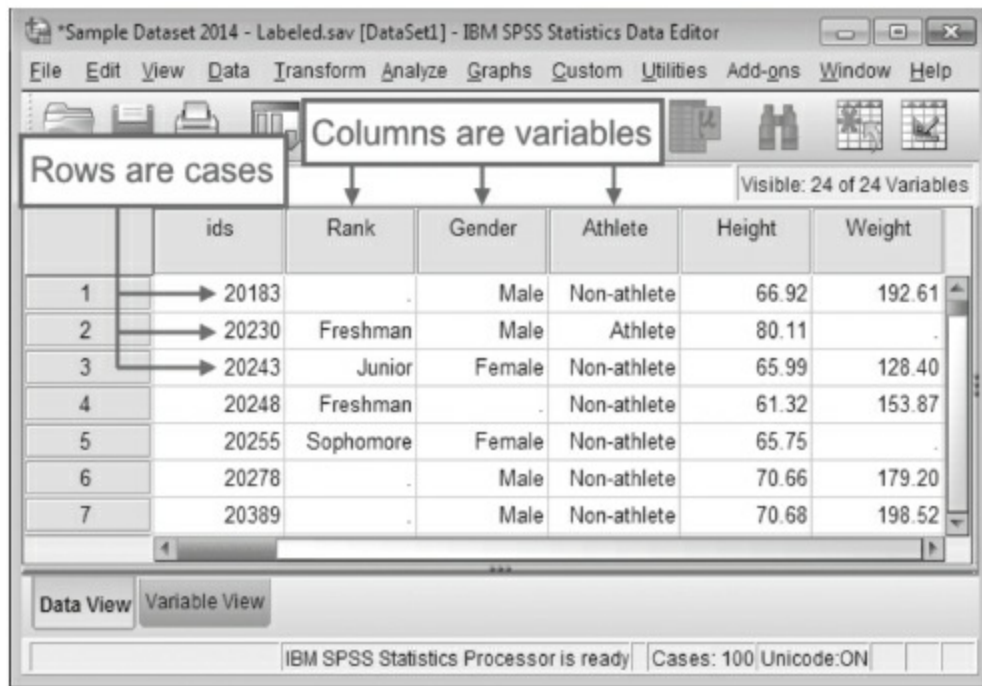 *Sample Dataset 2014 - Labeled.sav [DataSet1] - IBM SPSS Statistics Data Editor
File Edit View Data Transform Analyze Graphs Custom Utilities Add-ons Window Help
Columns are variables
Rows are cases
Visible: 24 of 24 Variables
ids Rank Gender Athlete Height Weight
1 20183 . Male Non-athlete 66.92 192.61
2 20230 Freshman Male Athlete 80.11 .
3 20243 Junior Female Non-athlete 65.99 128.40
4 20248 Freshman . Non-athlete 61.32 153.87
5 20255 Sophomore Female Non-athlete 65.75 .
6 20278 . Male Non-athlete 70.66 179.20
7 20389 . Male Non-athlete 70.68 198.52
Data View Variable View
IBM SPSS Statistics Processor is ready Cases: 100 Unicode:ON